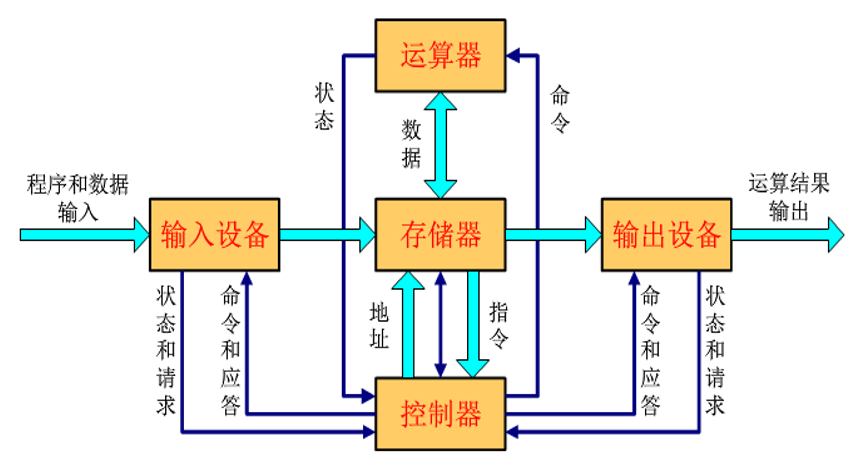 运算器
状态
命令
数据
程序和数据
输入
运算结果
输出
输入设备
存储器
输出设备
状态和请求
命令和应答
地址
指令
命令和应答
状态和请求
控制器